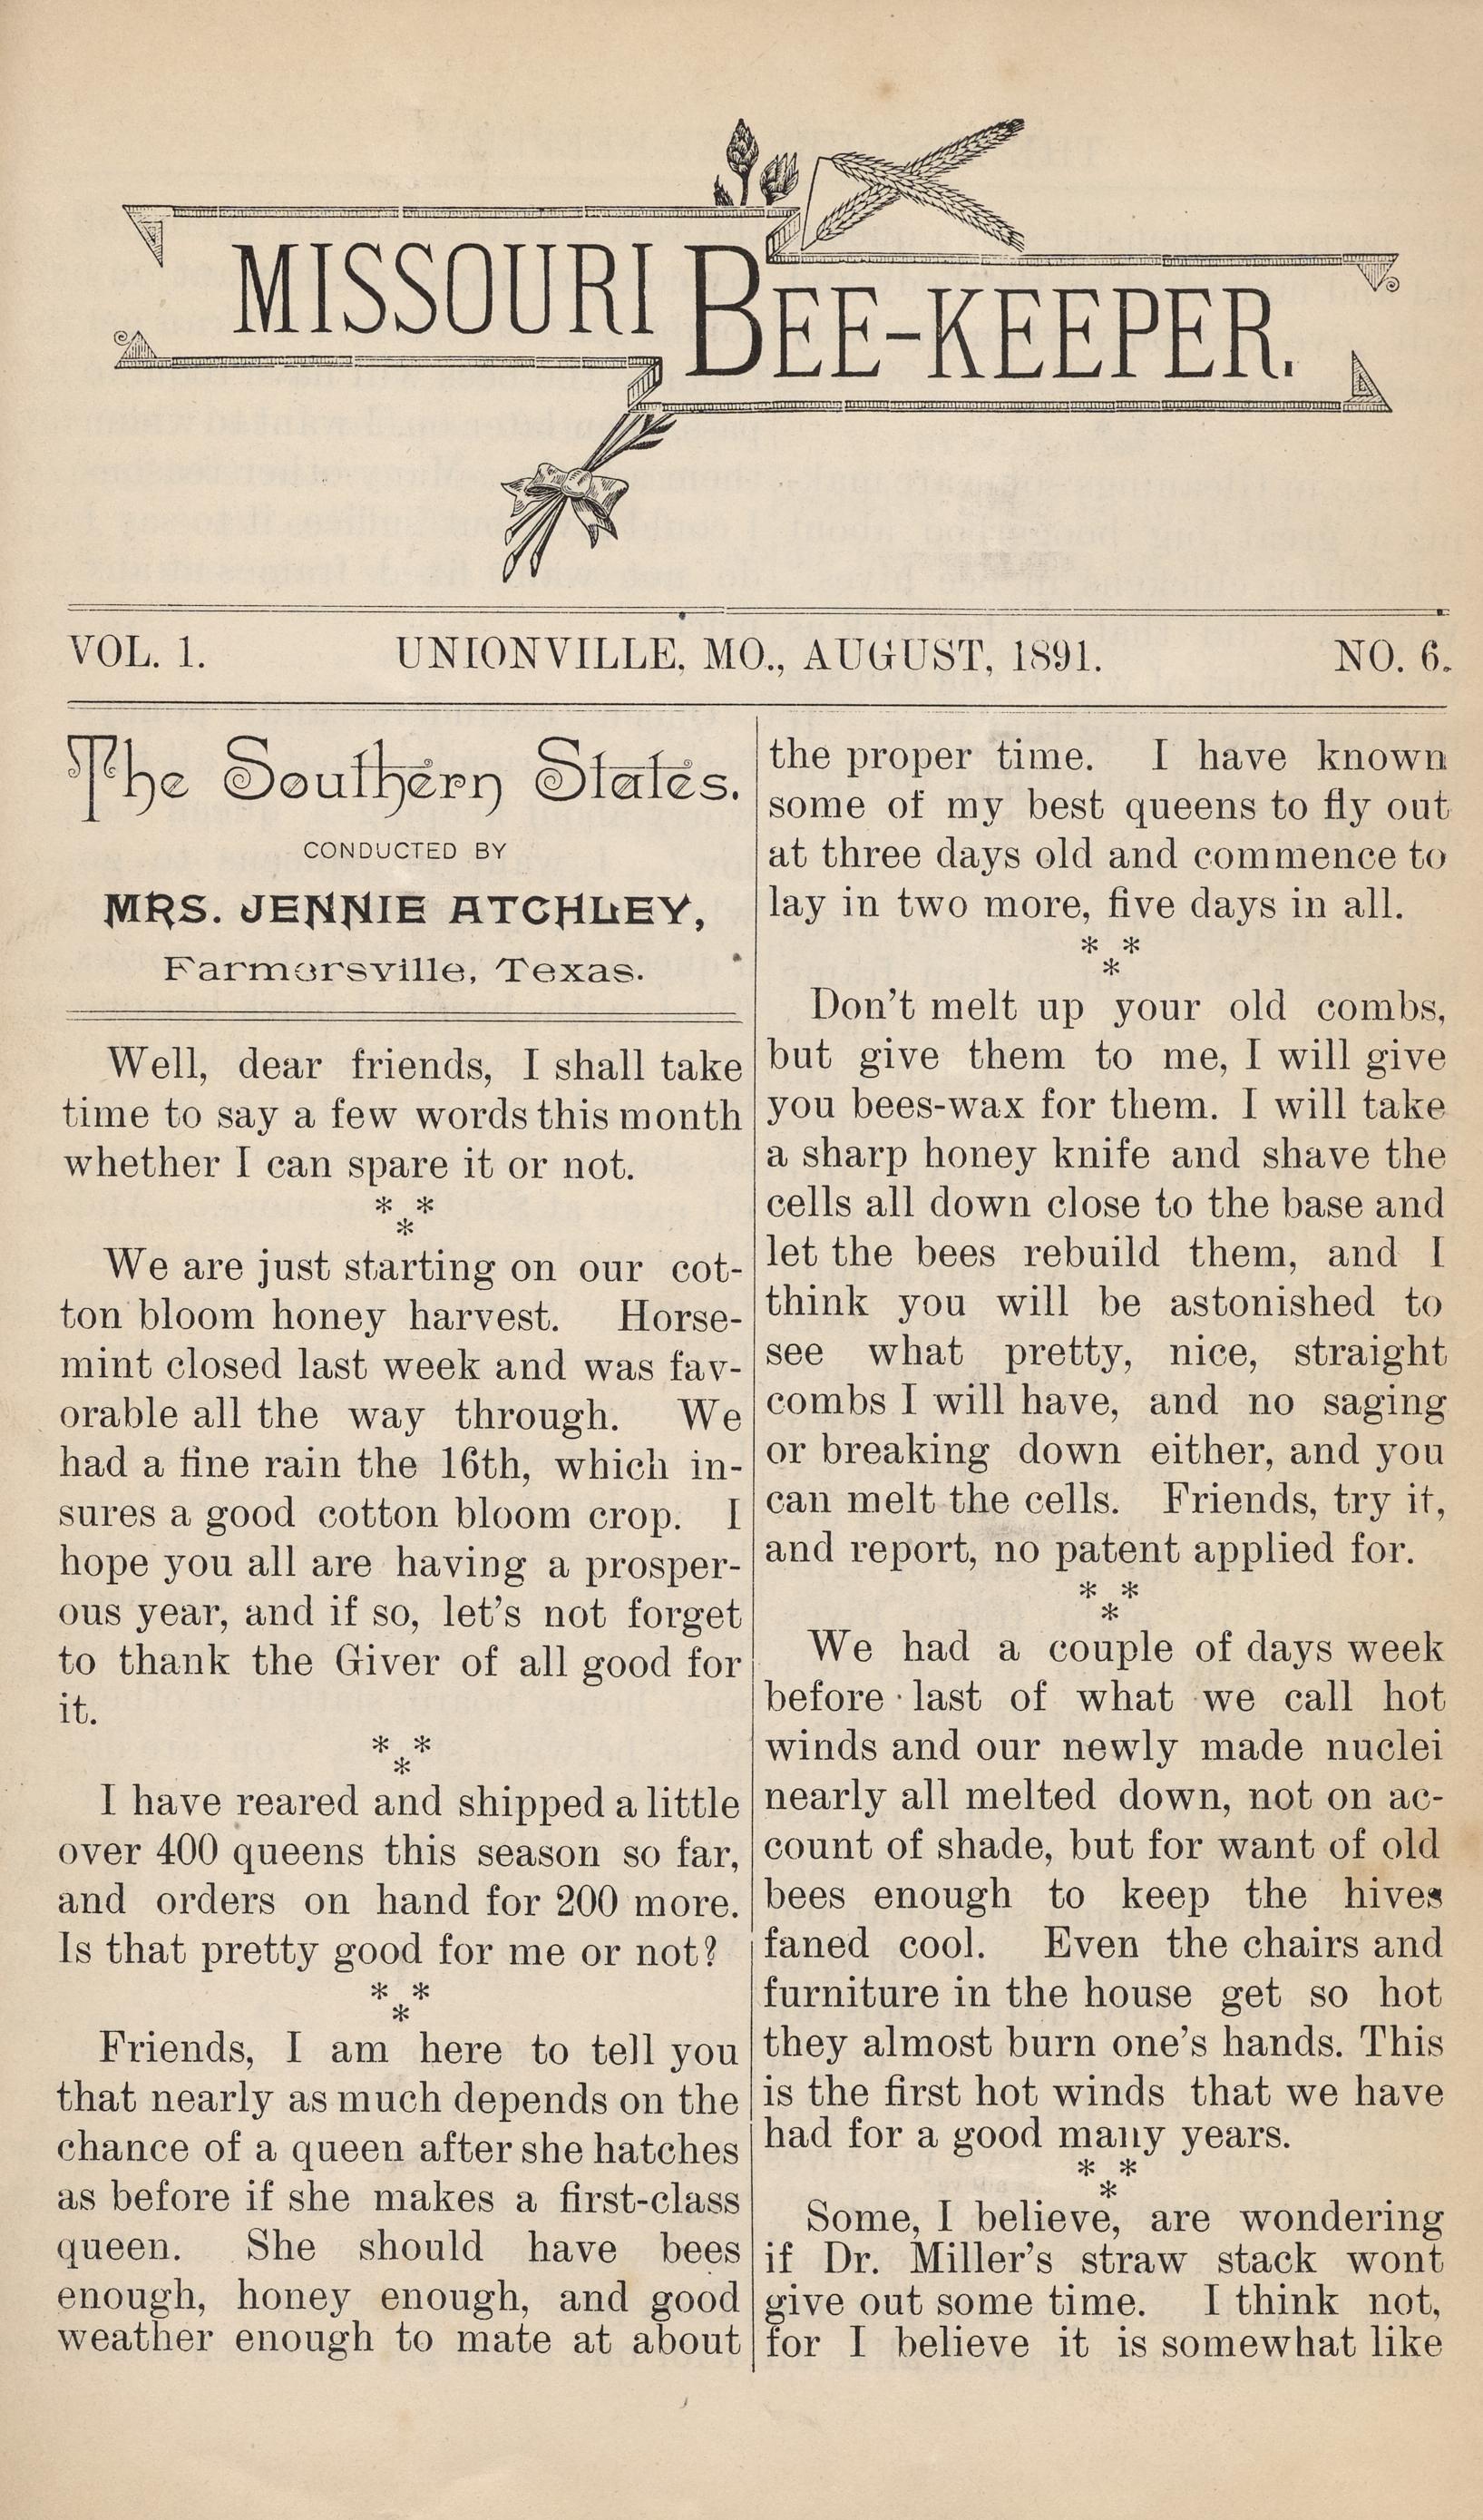 MISSOURI BEE-KEEPER.
VOL. 1. UNIONVILLE, MO., AUGUST, 1891. NO. 6.
The Southern States.
CONDUCTED BY
MRS. JENNIE ATCHLEY,
Farmersville, Texas.
Well, dear friends, I shall take
time to say a few words this month
whether I can spare it or not.
* *
*
We are just starting on our cot-
ton bloom honey harvest. Horse-
mint closed last week and was fav-
orable all the way through. We
had a fine rain the 16th, which in-
sures a good cotton bloom crop. I
hope you all are having a prosper-
ous year, and if so, let's not forget
to thank the Giver of all good for
it.
* *
*
I have reared and shipped a little
over 400 queens this season so far,
and orders on hand for 200 more.
Is that pretty good for me or not?
* *
*
Friends, I am here to tell you
that nearly as much depends on the
chance of a queen after she hatches
as before if she makes a first-class
queen. She should have bees
enough, honey enough, and good
weather enough to mate at about
the proper time. I have known
some of my best queens to fly out
at three days old and commence to
lay in two more, five days in all.
* *
*
Don't melt up your old combs,
but give them to me, I will give
you bees-wax for them. I will take
a sharp honey knife and shave the
cells all down close to the base and
let the bees rebuild them, and I
think you will be astonished to
see what pretty, nice, straight
combs I will have, and no saging
or breaking down either, and you
can melt the cells. Friends, try it,
and report, no patent applied for.
* *
*
We had a couple of days week
before last of what we call hot
winds and our newly made nuclei
nearly all melted down, not on ac-
count of shade, but for want of old
bees enough to keep the hives
faned cool. Even the chairs and
furniture in the house get so hot
they almost burn one's hands. This
is the first hot winds that we have
had for a good many years.
* *
*
Some, I believe, are wondering
if Dr. Miller's straw stack wont
give out some time. I think not,
for I believe it is somewhat like